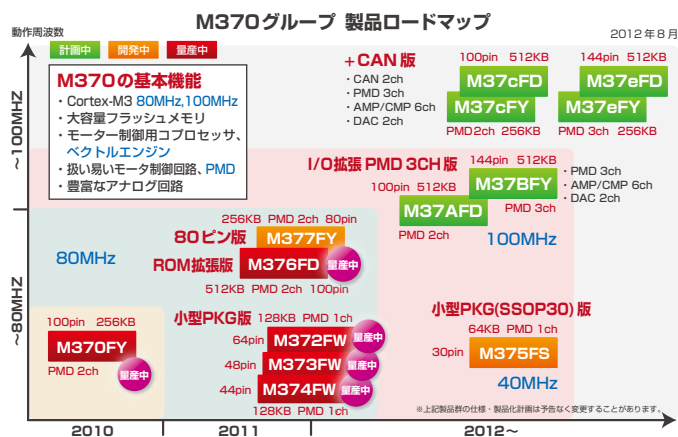 M370グループ 製品ロードマップ
動作周波数
2012年8月
計画中 開発中 量産中
M370の基本機能
・Cortex-M3 80MHz,100MHz
・大容量フラッシュメモリ
・モーター制御用コプロセッサ、
ベクトルエンジン
・扱い易いモータ制御回路、PMD
・豊富なアナログ回路
+CAN版
・CAN 2ch
・PMD 3ch
・AMP/CMP 6ch
・DAC 2ch
100pin 512KB
M37cFD
M37cFY
PMD2ch 256KB
144pin 512KB
M37eFD
M37eFY
PMD 3ch 256KB
~100MHZ
I/O拡張 PMD 3CH 版
144pin 512KB
M37BFY
PMD 3ch
100pin 512KB
M37AFD
PMD 2ch
・PMD 3ch
・AMP/CMP 6ch
・DAC 2ch
100MHz
80MHz
256KB PMD 2ch 80pin
80ピン版
M377FY
ROM拡張版
M376FD
量産中
512KB PMD 2ch 100pin
~80MHZ
100pin 256KB
M370FY
PMD 2ch
量産中
小型PKG版
128KB PMD 1ch
64pin M372FW 量産中
48pin M373FW 量産中
44pin M374FW 量産中
128KB PMD 1ch
小型PKG(SSOP30)版
64KB PMD 1ch
30pin M375FS
40MHz
※上記製品群の仕様・製品化計画は予告なく変更することがあります。
2010 2011 2012~